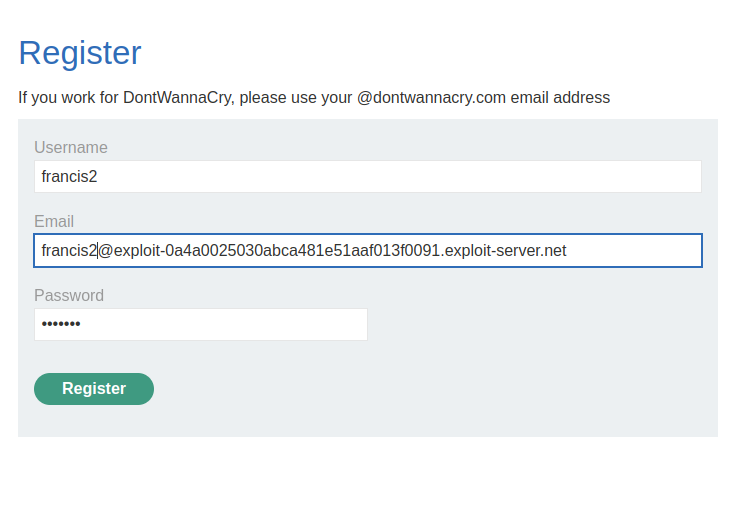 Register
If you work for DontWannaCry, please use your @dontwannacry.com email address
Username
francis2
Email
francis2@exploit-0a4a0025030abca481e51aaf013f0091.exploit-server.net
Password
•••••••
Register